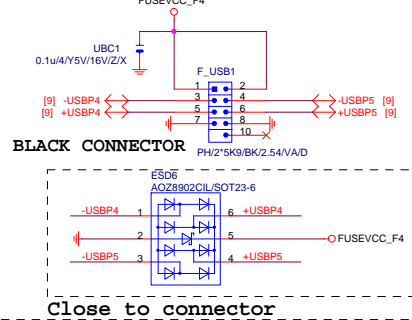 FUSEVCC_F4
UBC1
0.1u/4/Y5V/16V/Z/X
F_USB1
1 2
[9] -USBP4 3 4 -USBP5 [9]
[9] +USBP4 5 6 +USBP5 [9]
7 8
10
BLACK CONNECTOR
PH/2*5K9/BK/2.54/VA/D
ESD6
AOZ8902CIL/SOT23-6
-USBP4 1 6 +USBP4
2 5 FUSEVCC_F4
-USBP5 3 4 +USBP5
Close to connector